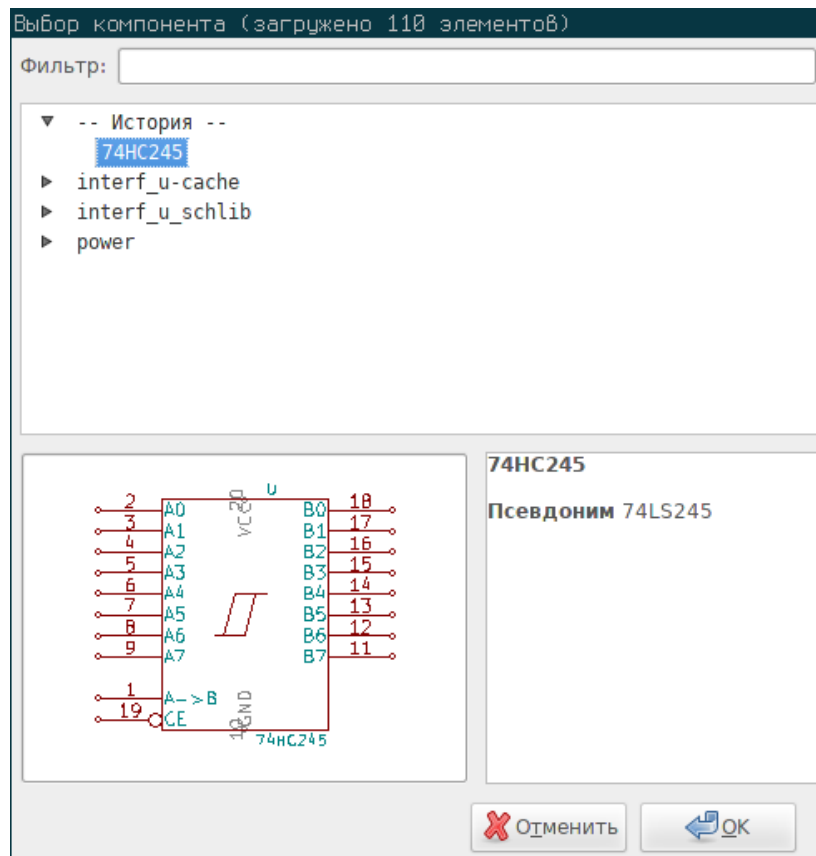 Выбор компонента (загружено 110 элементов)
Фильтр:
-- История --
74HC245
interf_u-cache
interf_u_schlib
power
U
2 A0 VCC 20 B0 18
3 A1 B1 17
4 A2 B2 16
5 A3 B3 15
6 A4 B4 14
7 A5 B5 13
8 A6 B6 12
9 A7 B7 11
1 A->B
19 CE 10 GND
74HC245
74HC245
Псевдоним 74LS245
Отменить
OK